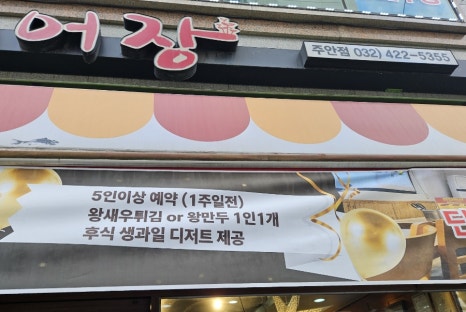 어장
주안점 032) 422-5355
5인이상 예약 (1주일전)
왕새우튀김 or 왕만두 1인1개
후식 생과일 디저트 제공
단